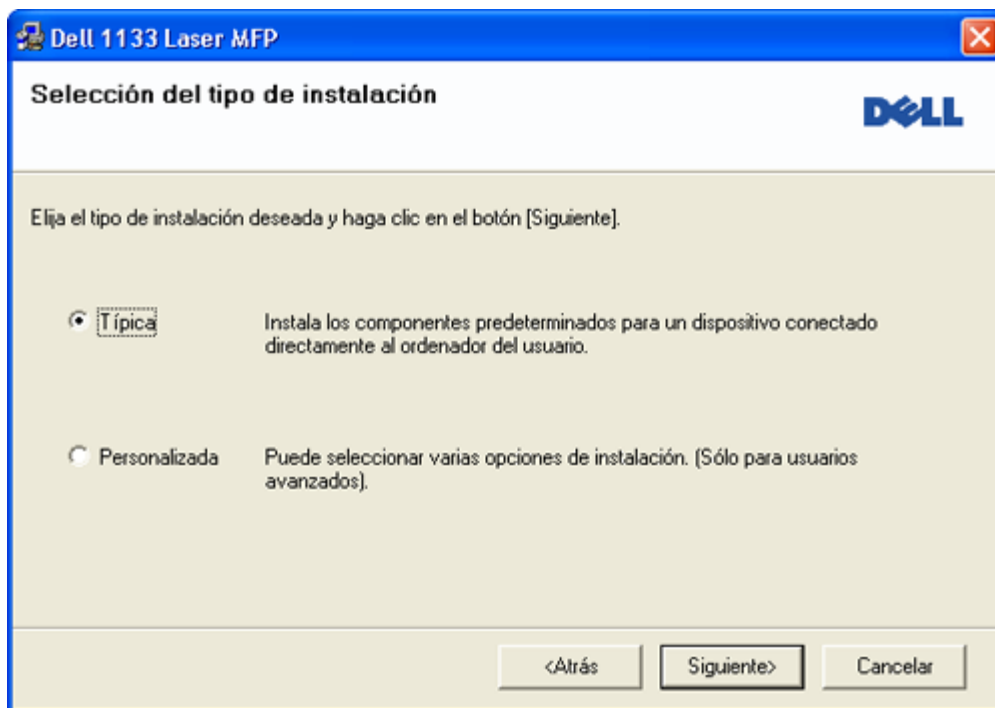 Dell 1133 Laser MFP
Selección del tipo de instalación
DELL
Elija el tipo de instalación deseada y haga clic en el botón [Siguiente].
Típica
Instala los componentes predeterminados para un dispositivo conectado
directamente al ordenador del usuario.
Personalizada
Puede seleccionar varias opciones de instalación. (Sólo para usuarios
avanzados).
<Atrás
Siguiente>
Cancelar